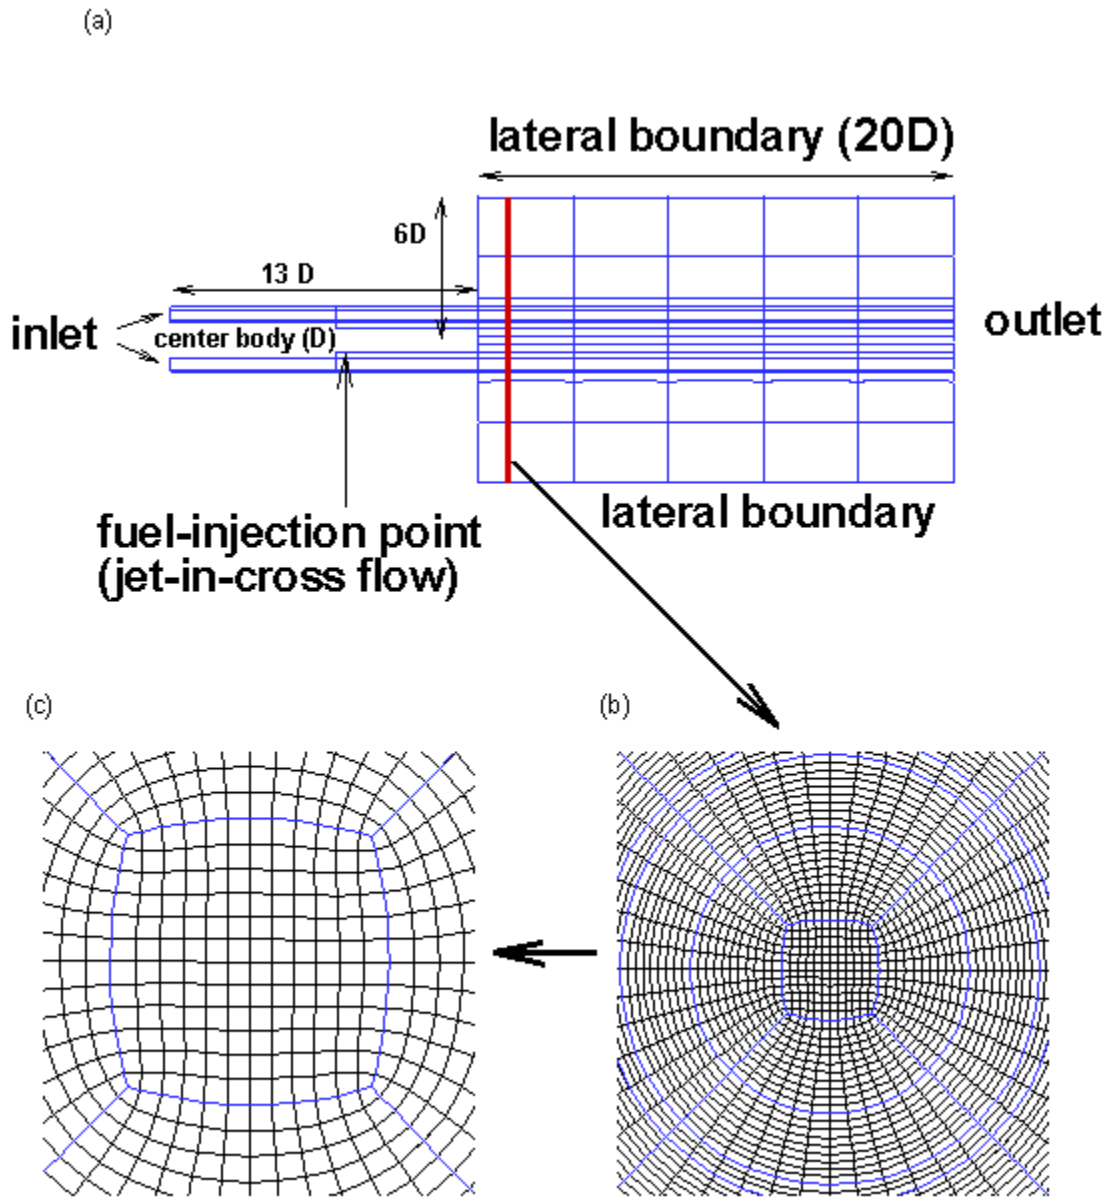 (a)
lateral boundary (20D)
6D
13 D
inlet
center body (D)
outlet
lateral boundary
fuel-injection point
(jet-in-cross flow)
(c)
(b)